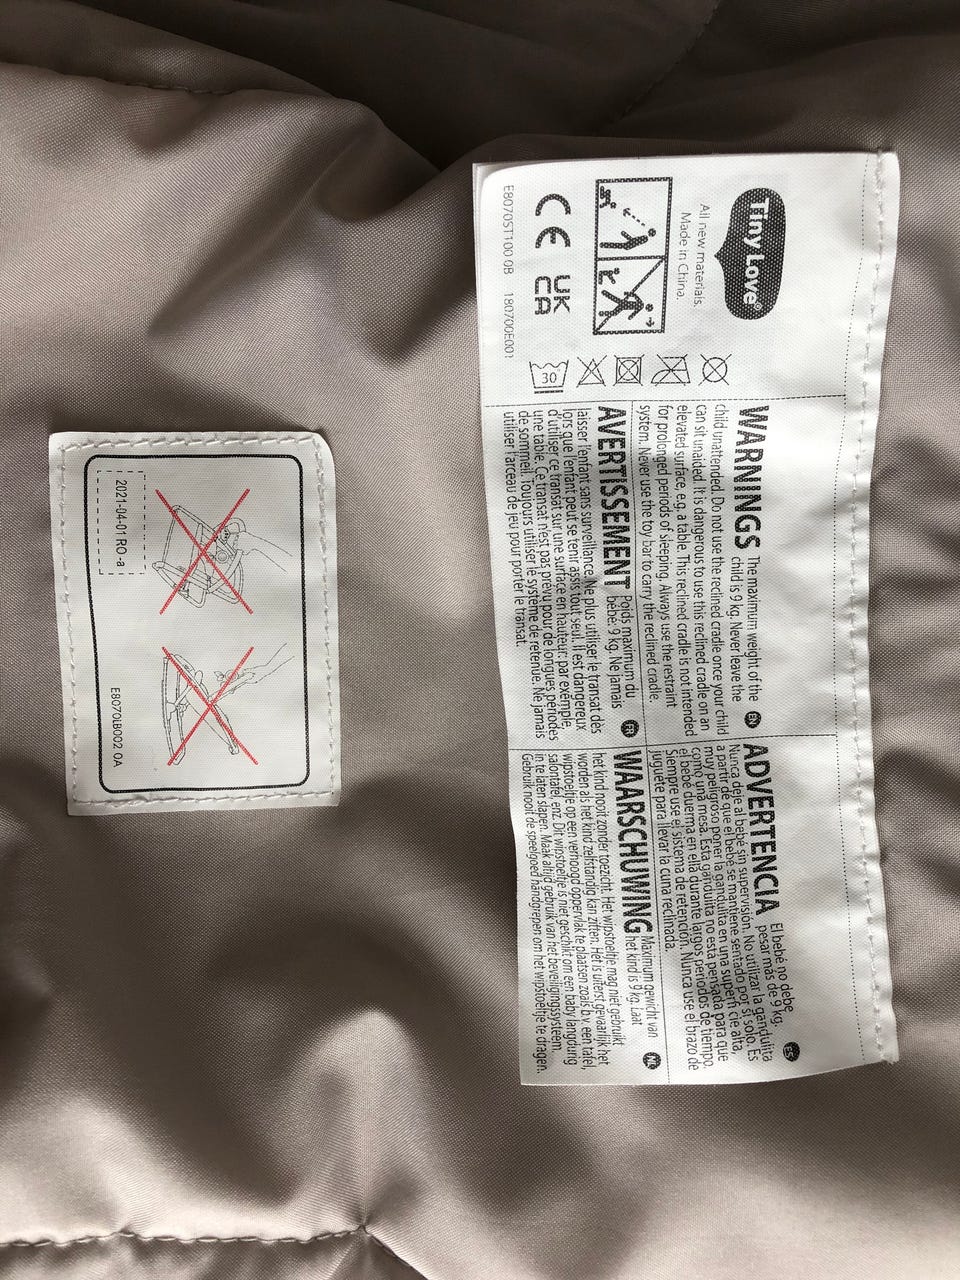 Tiny Love®
All new materials.
Made in China.
CE UK
CA
E8070ST100 0B 180700E001
30
WARNINGS The maximum weight of the
child is 9 kg. Never leave the
child unattended. Do not use the reclined cradle once your child
can sit unaided. It is dangerous to use this reclined cradle on an
elevated surface, e.g. a table. This reclined cradle is not intended
for prolonged periods of sleeping. Always use the restraint
system. Never use the toy bar to carry the reclined cradle.
EN
AVERTISSEMENT Poids maximum du
bébé: 9 kg. Ne jamais
laisser l'enfant sans surveillance. Ne plus utiliser le transat dès
lors que l'enfant peut se tenir assis tout seul. Il est dangereux
d'utiliser ce transat sur une surface en hauteur: par exemple,
une table. Ce transat n'est pas prévu pour de longues périodes
de sommeil. Toujours utiliser le système de retenue. Ne jamais
utiliser l'arceau de jeu pour porter le transat.
FR
ADVERTENCIA El bebé no debe
pesar más de 9 kg.
Nunca deje al bebé sin supervisión. No utilizar la gandulita
a partir de que el bebé se mantiene sentado por sí solo. Es
muy peligroso poner la gandulita en una superficie alta,
como una mesa. Esta gandulita no está pensada para que
el bebé duerma en ella durante largos períodos de tiempo.
Siempre use el sistema de retención. Nunca use el brazo de
juguete para llevar la cuna reclinada.
ES
WAARSCHUWING Maximum gewicht van
het kind is 9 kg. Laat
het kind nooit zonder toezicht. Het wipstoeltje mag niet gebruikt
worden als het kind zelfstandig kan zitten. Het is uiterst gevaarlijk het
wipstoeltje op een verhoogd oppervlak te plaatsen zoals bv. een tafel,
salontafel, enz. Dit wipstoeltje is niet geschikt om een baby langdurig
in te laten slapen. Maak altijd gebruik van het beveiligingssysteem.
Gebruik nooit de speelgoed handgrepen om het wipstoeltje te dragen.
NL
2021-04-01 RO -a
E8070LB002 0A